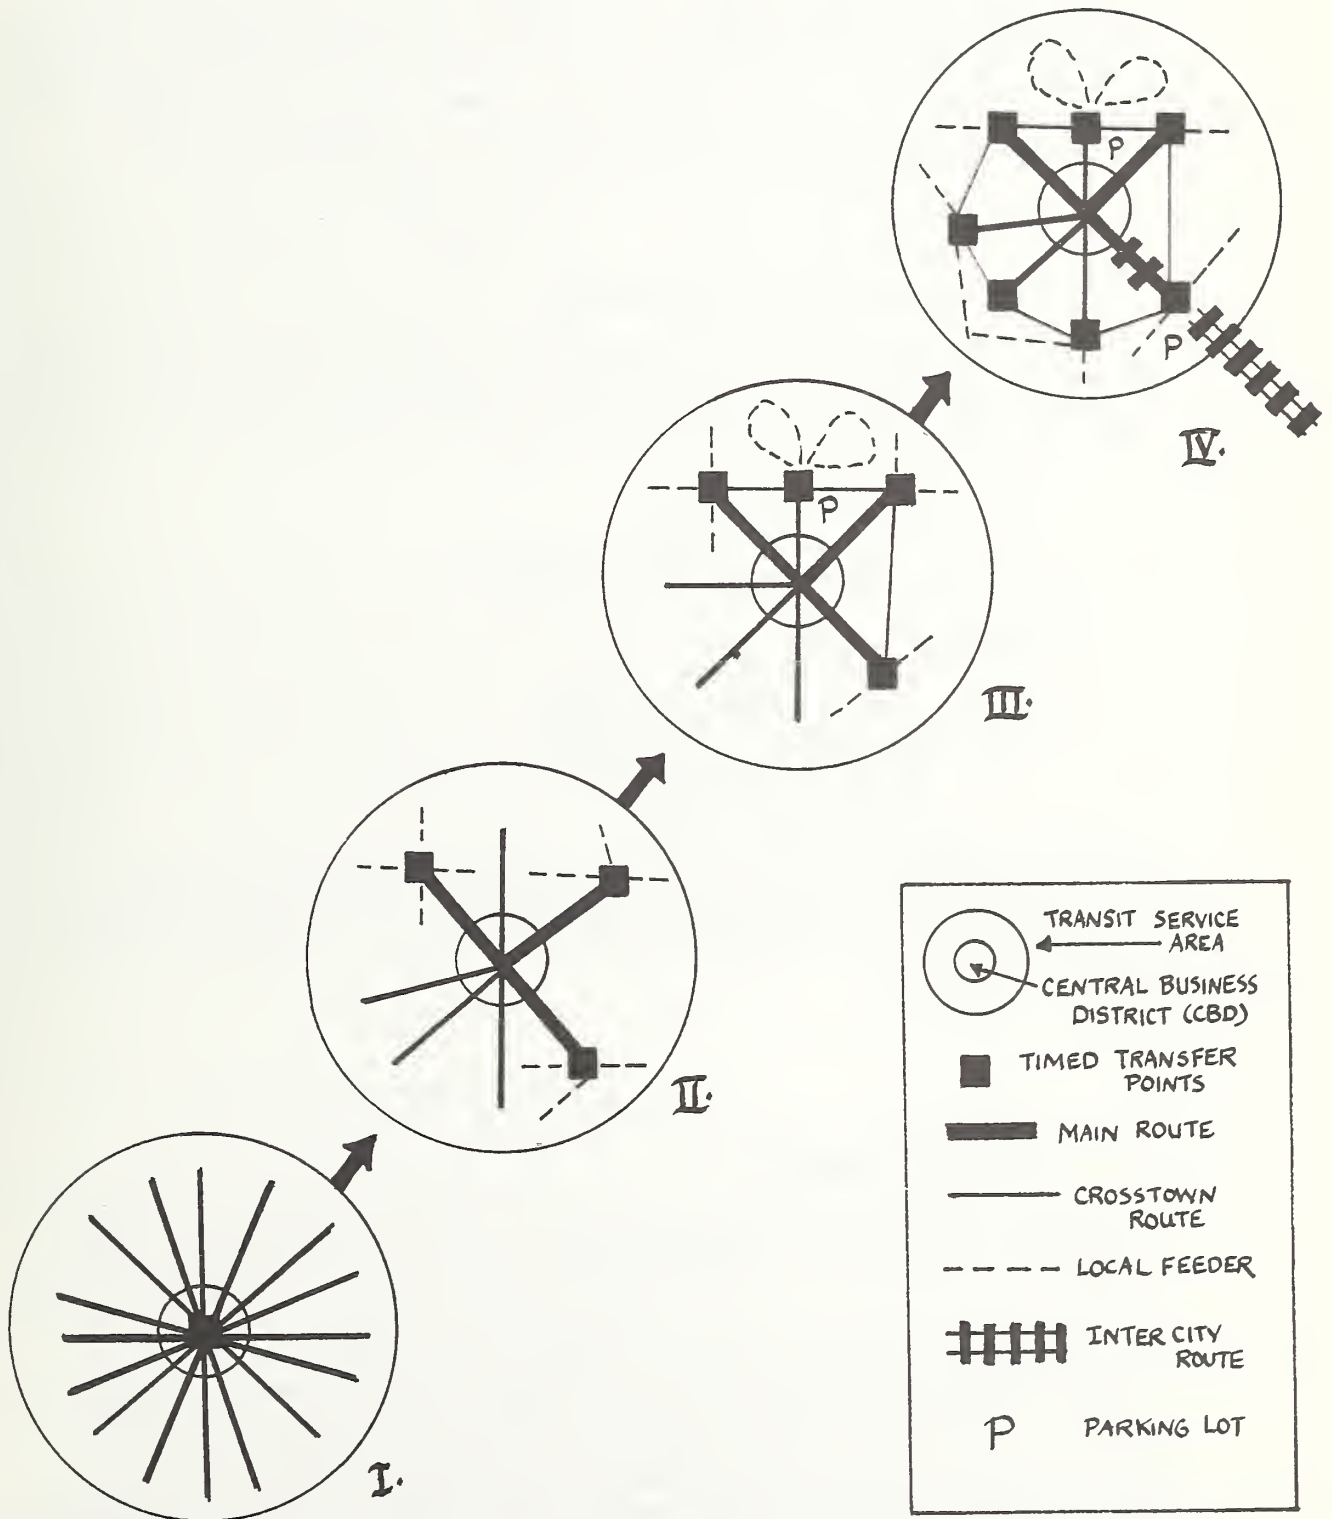 P
P
IV.
P
III.
II.
I.
TRANSIT SERVICE
AREA
CENTRAL BUSINESS
DISTRICT (CBD)
TIMED TRANSFER
POINTS
MAIN ROUTE
CROSSTOWN
ROUTE
LOCAL FEEDER
INTER CITY
ROUTE
P PARKING LOT